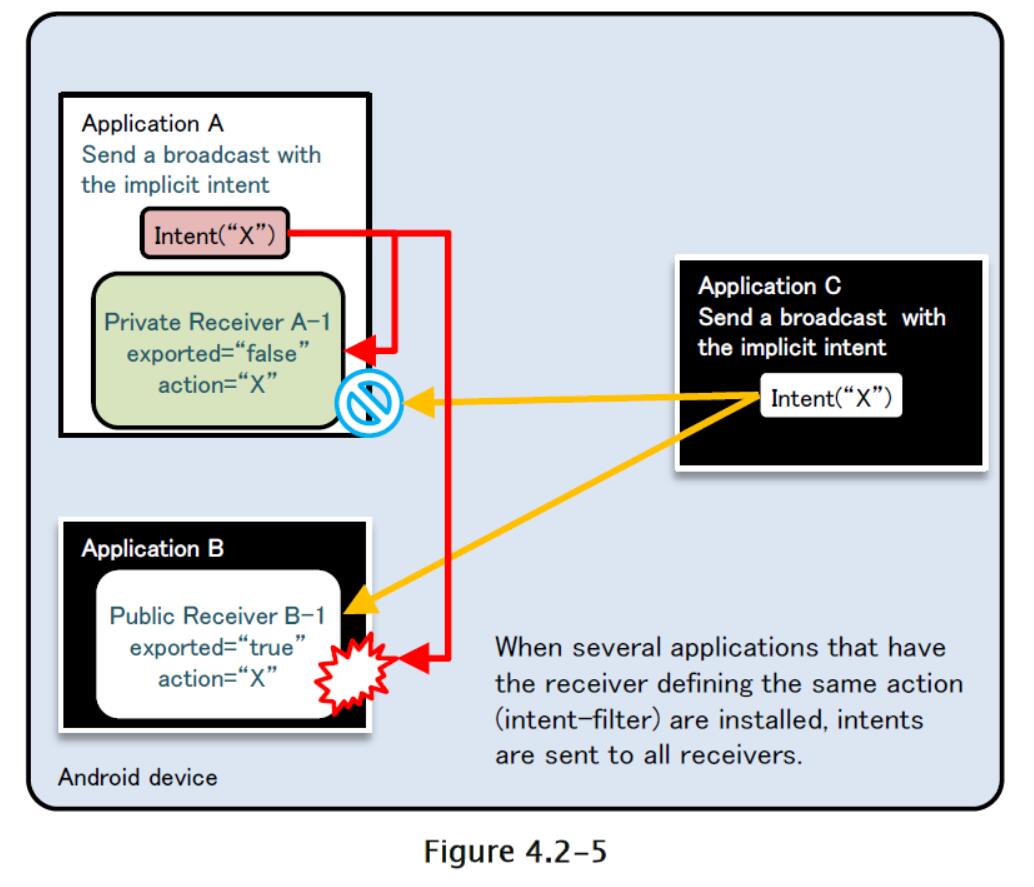 Application A
Send a broadcast with
the implicit intent
Intent(“X”)
Private Receiver A-1
exported=“false”
action=“X”
Application C
Send a broadcast  with
the implicit intent
Intent(“X”)
Application B
Public Receiver B-1
exported=“true”
action=“X”
When several applications that have
the receiver defining the same action
(intent-filter) are installed, intents
are sent to all receivers.
Android device
Figure 4.2-5